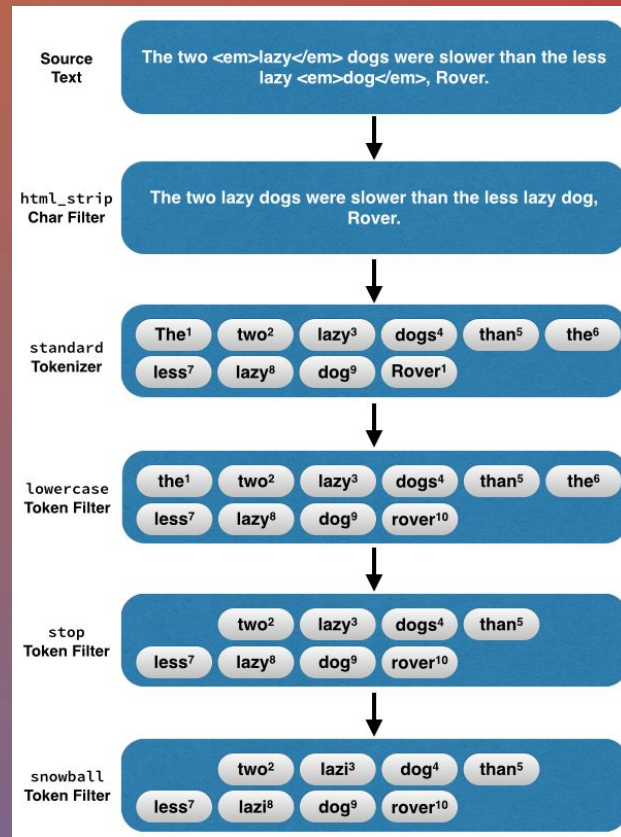 Source
Text
The two <em>lazy</em> dogs were slower than the less
lazy <em>dog</em>, Rover.
html_strip
Char Filter
The two lazy dogs were slower than the less lazy dog,
Rover.
standard
Tokenizer
The¹ two² lazy³ dogs⁴ than⁵ the⁶
less⁷ lazy⁸ dog⁹ Rover¹
lowercase
Token Filter
the¹ two² lazy³ dogs⁴ than⁵ the⁶
less⁷ lazy⁸ dog⁹ rover¹⁰
stop
Token Filter
two² lazy³ dogs⁴ than⁵
less⁷ lazy⁸ dog⁹ rover¹⁰
snowball
Token Filter
two² lazi³ dog⁴ than⁵
less⁷ lazi⁸ dog⁹ rover¹⁰